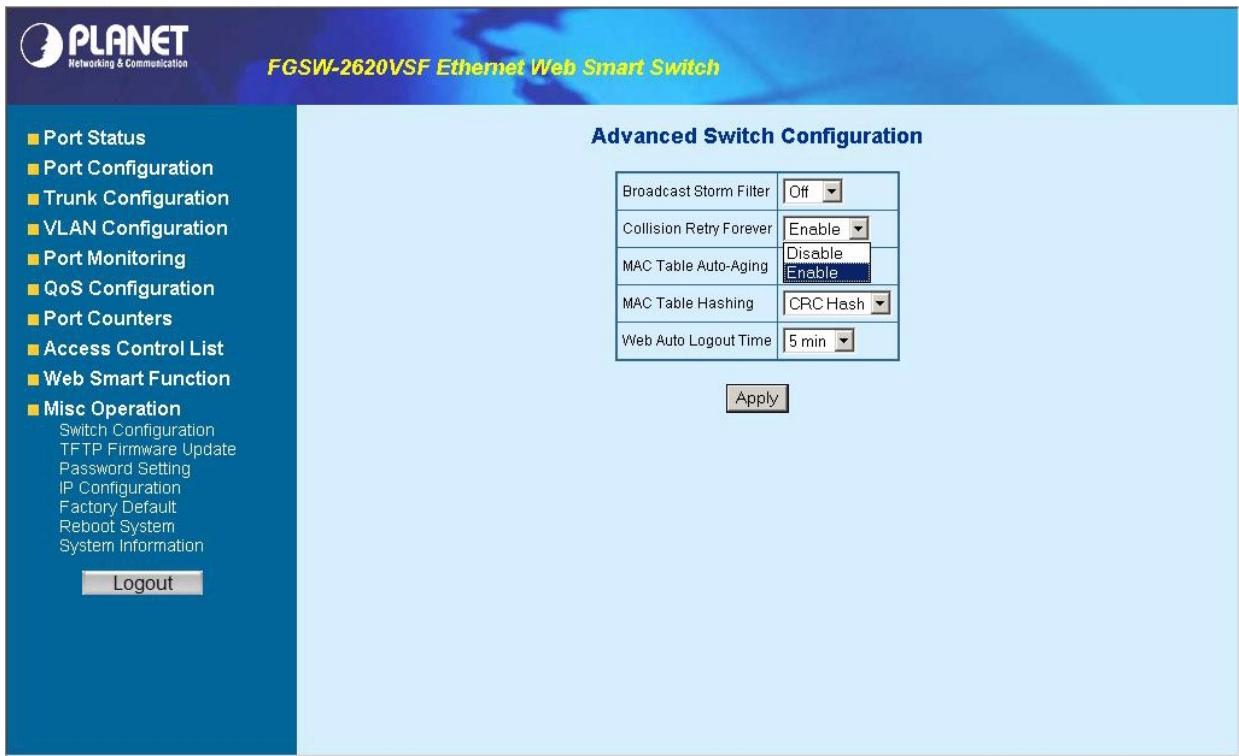 PLANET
Networking & Communication
FGSW-2620VSF Ethernet Web Smart Switch
Port Status
Port Configuration
Trunk Configuration
VLAN Configuration
Port Monitoring
QoS Configuration
Port Counters
Access Control List
Web Smart Function
Misc Operation
Switch Configuration
TFTP Firmware Update
Password Setting
IP Configuration
Factory Default
Reboot System
System Information
Logout
Advanced Switch Configuration
Broadcast Storm Filter Off
Collision Retry Forever Enable
Disable
MAC Table Auto-Aging Enable
MAC Table Hashing CRC Hash
Web Auto Logout Time 5 min
Apply